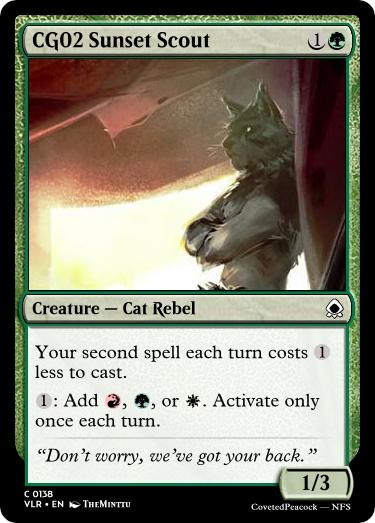 CG02 Sunset Scout 1
Creature — Cat Rebel
Your second spell each turn costs 1
less to cast.
1: Add , , or . Activate only
once each turn.
“Don’t worry, we’ve got your back.”
1/3
C 0138
VLR • EN TheMinttu
CovetedPeacock — NFS